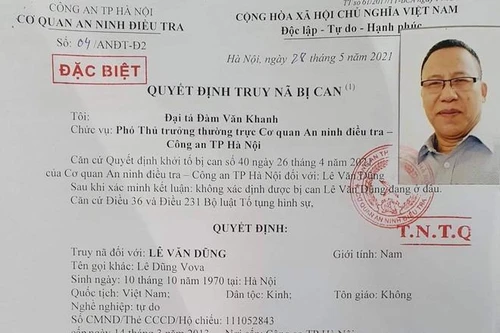 CÔNG AN TP HÀ NỘI
CƠ QUAN AN NINH ĐIỀU TRA
Số: 04/ANĐT-Đ2
ĐẶC BIỆT
CỘNG HÒA XÃ HỘI CHỦ NGHĨA VIỆT NAM
Độc lập - Tự do - Hạnh phúc
Hà Nội, ngày 28 tháng 5 năm 2021
QUYẾT ĐỊNH TRUY NÃ BỊ CAN (1)
Tôi: Đại tá Đàm Văn Khanh
Chức vụ: Phó Thủ trưởng thường trực Cơ quan An ninh điều tra –
Công an TP Hà Nội
Căn cứ Quyết định khởi tố bị can số 40 ngày 26 tháng 4 năm 2021
của Cơ quan An ninh điều tra – Công an TP Hà Nội đối với: Lê Văn Dũng
Sau khi xác minh kết luận: không xác định được bị can Lê Văn Dũng đang ở đâu.
Căn cứ Điều 36 và Điều 231 Bộ luật Tố tụng hình sự,
QUYẾT ĐỊNH:
T.N.T.Q
Truy nã đối với: LÊ VĂN DŨNG Giới tính: Nam
Tên gọi khác: Lê Dũng Vova
Sinh ngày: 10 tháng 10 năm 1970 tại: Hà Nội
Quốc tịch: Việt Nam; Dân tộc: Kinh; Tôn giáo: Không
Nghề nghiệp: tự do
Số CMND/Thẻ CCCD/Hộ chiếu: 111052843